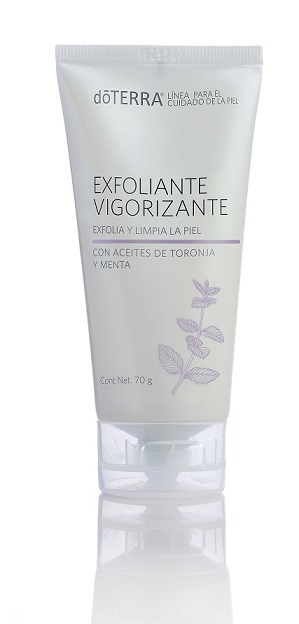 dōTERRA® LÍNEA PARA EL
CUIDADO DE LA PIEL
EXFOLIANTE
VIGORIZANTE
EXFOLIA Y LIMPIA LA PIEL
CON ACEITES DE TORONJA
Y MENTA
Cont Net. 70 g